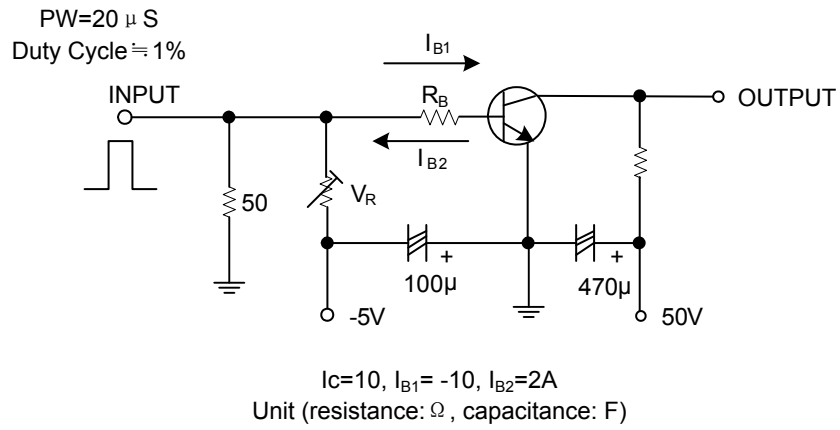 PW=20 μ S
Duty Cycle≒1%
INPUT
I_B1
R_B
I_B2
OUTPUT
50
V_R
+
100μ
+
470μ
-5V
50V
Ic=10, I_B1= -10, I_B2=2A
Unit (resistance: Ω , capacitance: F)